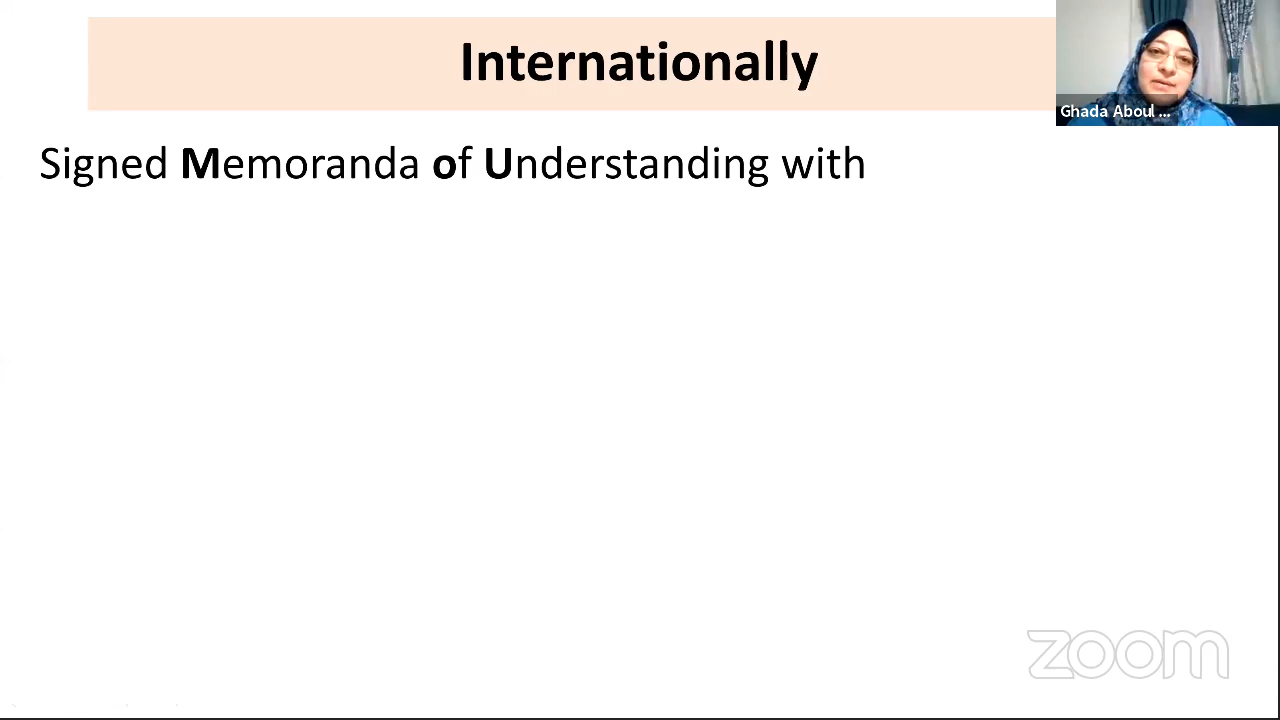 Internationally
Ghada Aboul ...
Signed Memoranda of Understanding with
zoom